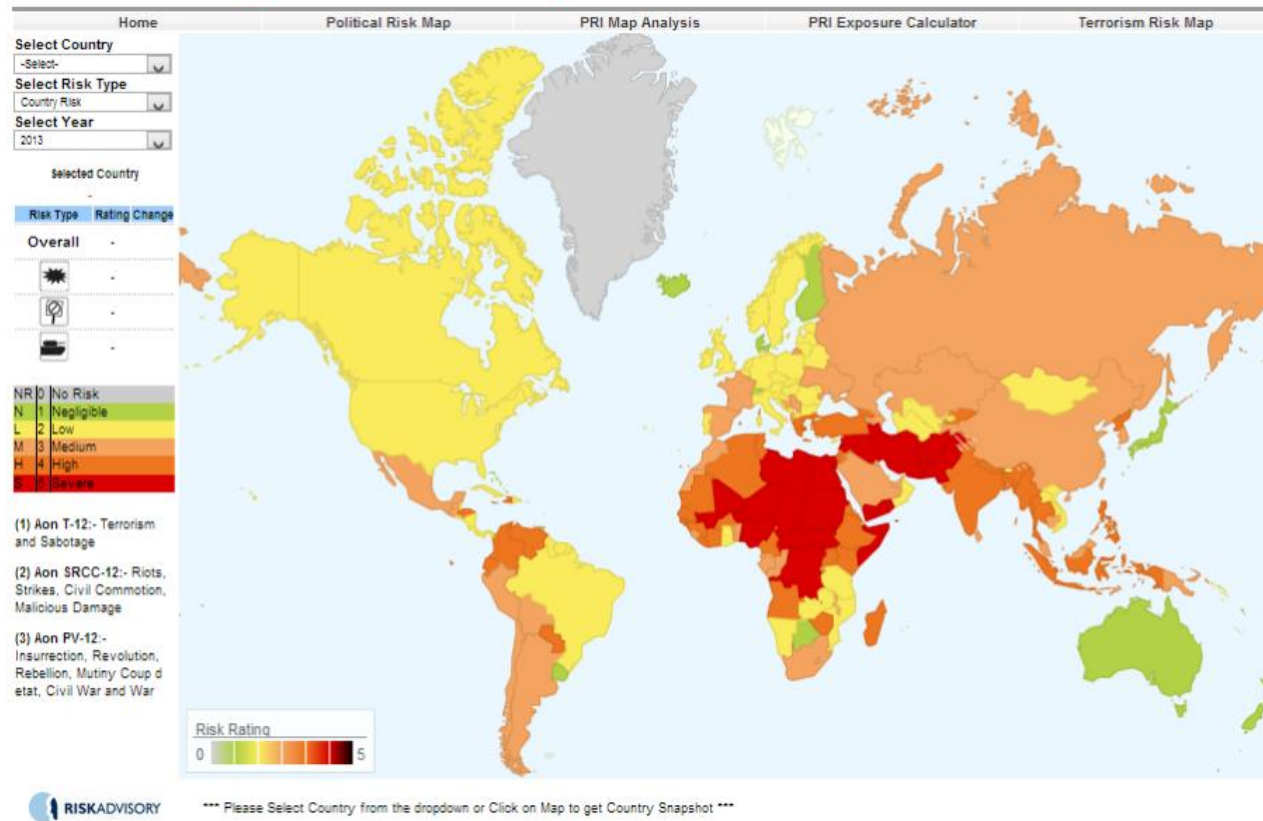 Home Political Risk Map PRI Map Analysis PRI Exposure Calculator Terrorism Risk Map
Select Country
-Select-
Select Risk Type
Country Risk
Select Year
2013
Selected Country
-
Risk Type Rating Change
Overall -
-
-
-
NR 0 No Risk
N 1 Negligible
L 2 Low
M 3 Medium
H 4 High
S 5 Severe
(1) Aon T-12:- Terrorism
and Sabotage
(2) Aon SRCC-12:- Riots,
Strikes, Civil Commotion,
Malicious Damage
(3) Aon PV-12:-
Insurrection, Revolution,
Rebellion, Mutiny Coup d
etat, Civil War and War
Risk Rating
0 5
RISKADVISORY
*** Please Select Country from the dropdown or Click on Map to get Country Snapshot ***